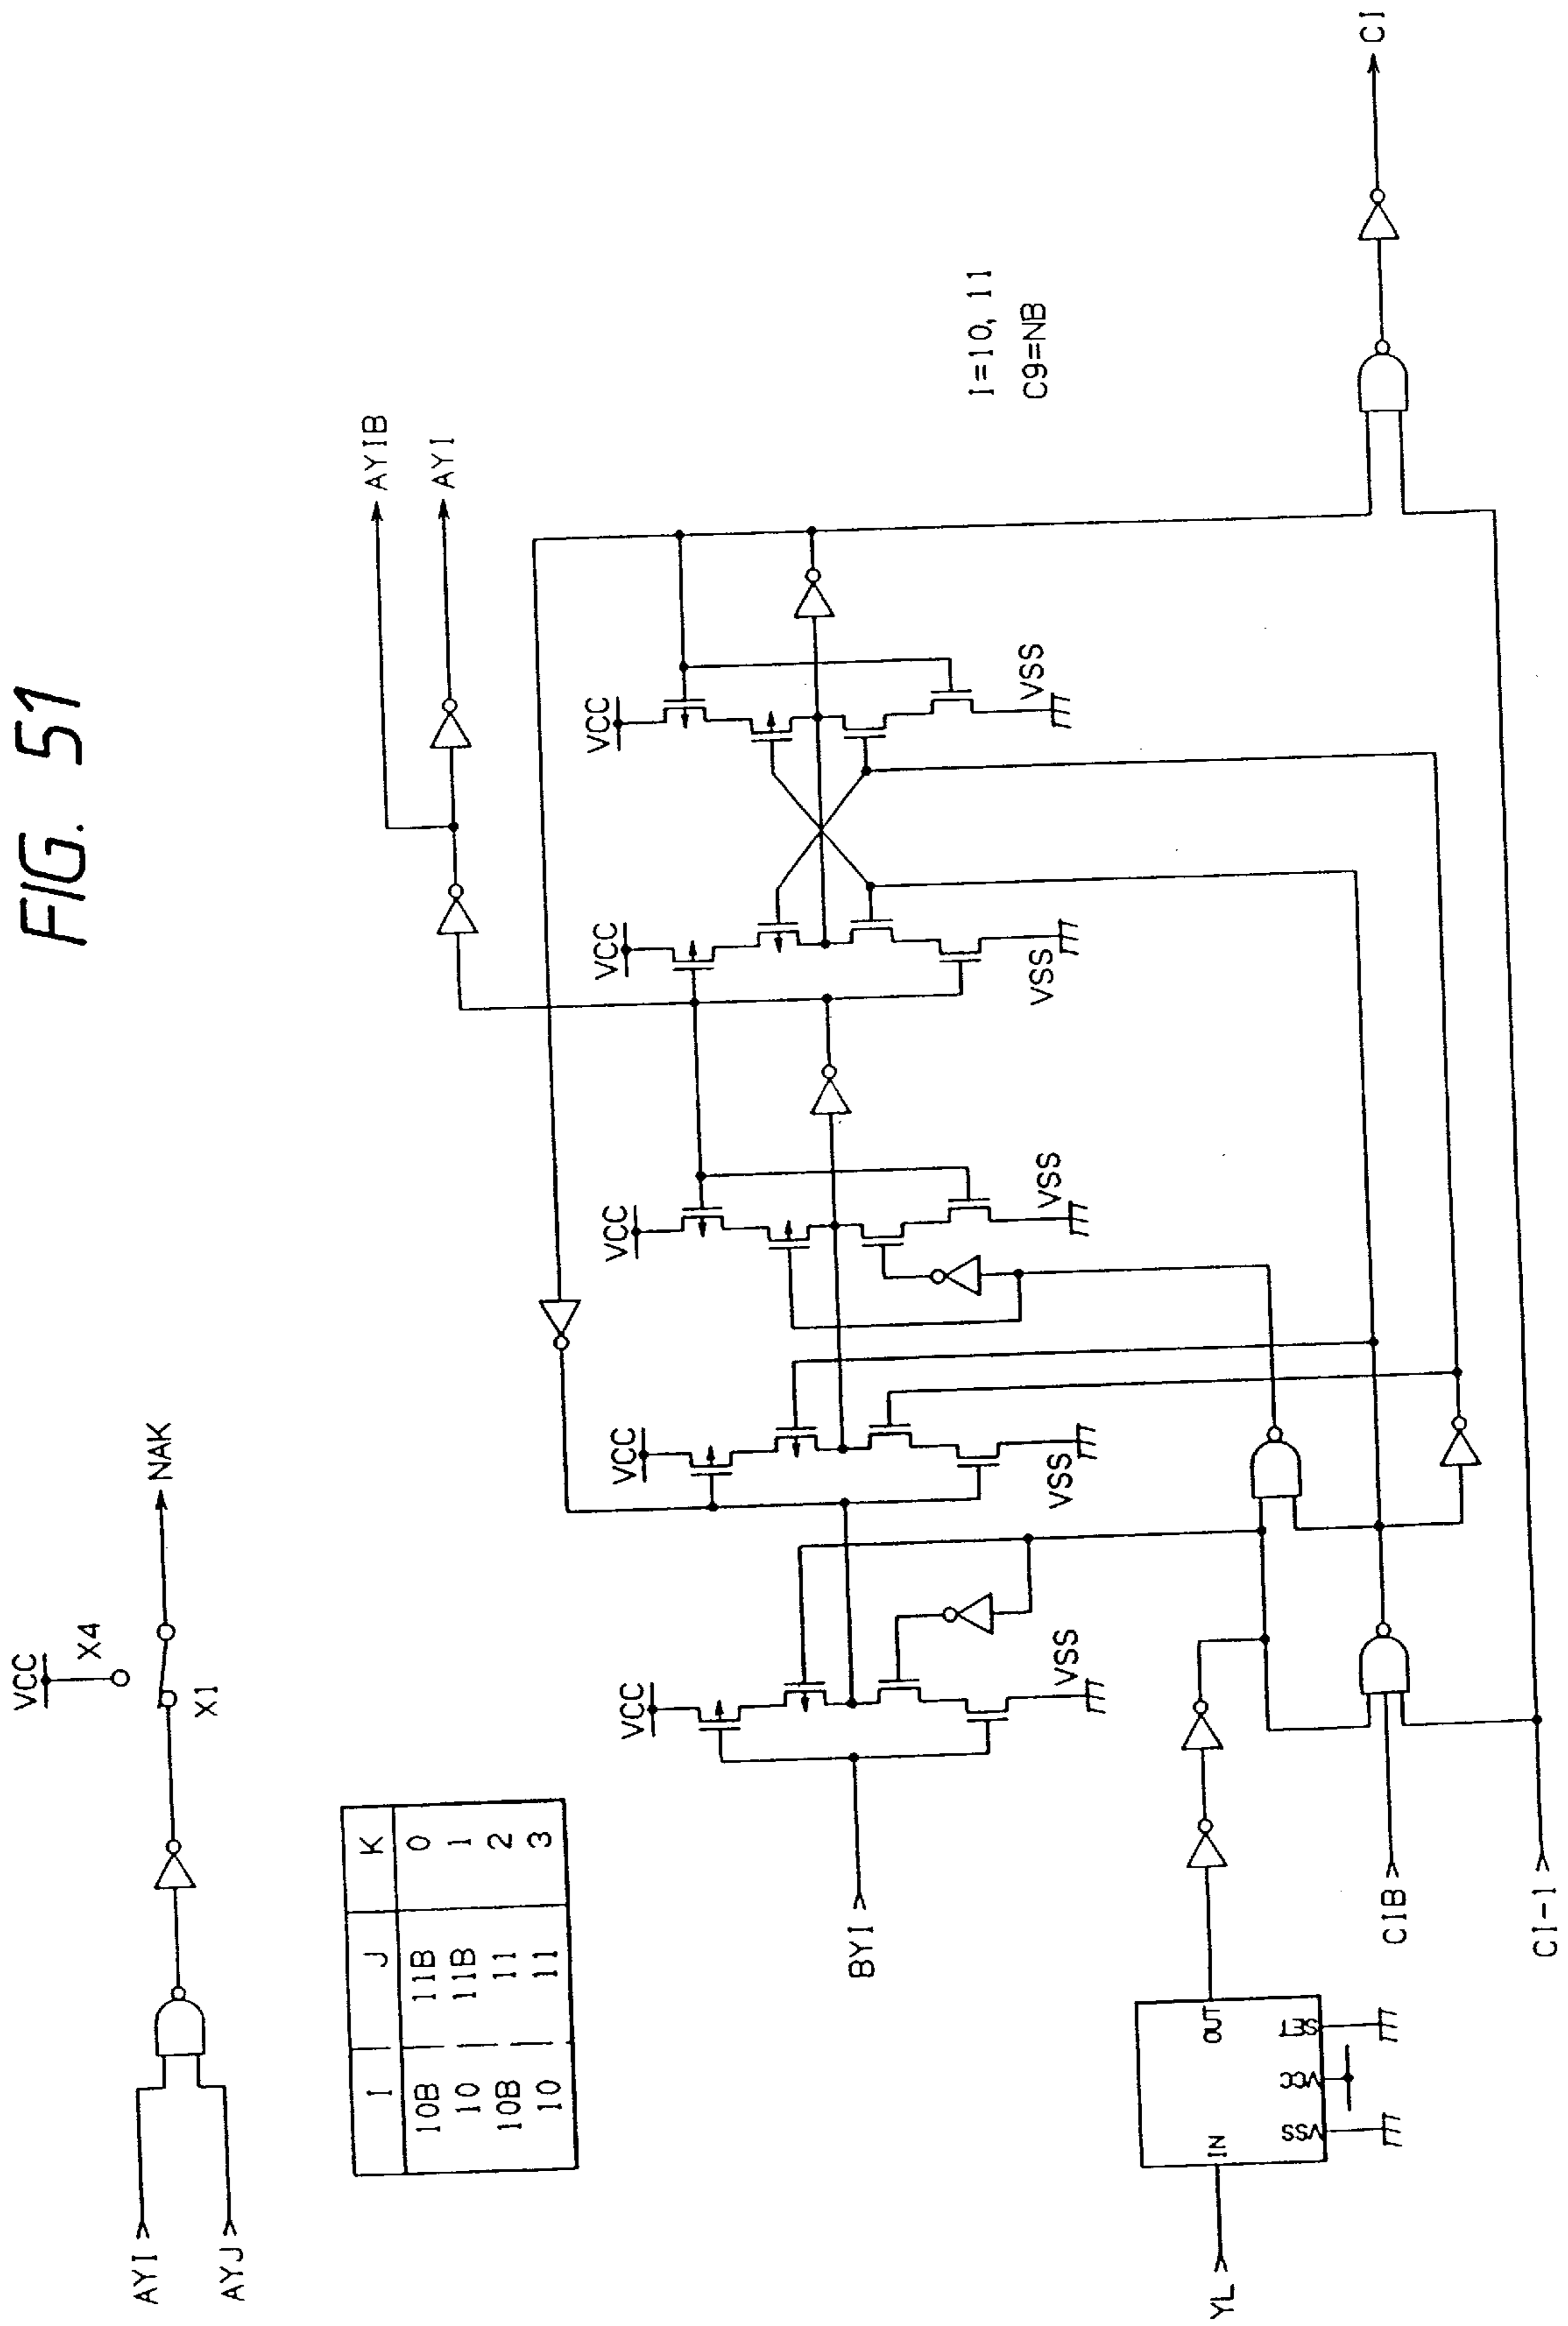 FIG. 51
VCC
X4
AYI
AYJ
X1
NAK
I J K
10B 11B 0
10 11B 1
10B 11 2
10 11 3
AYIB
AYI
VCC
VCC
VCC
VCC
VCC
BYI
VSS
VSS
VSS
VSS
VSS
I=10, 11
C9=NB
YL
IN
OUT
VSS
VCC
SET
CIB
CI-1
CI